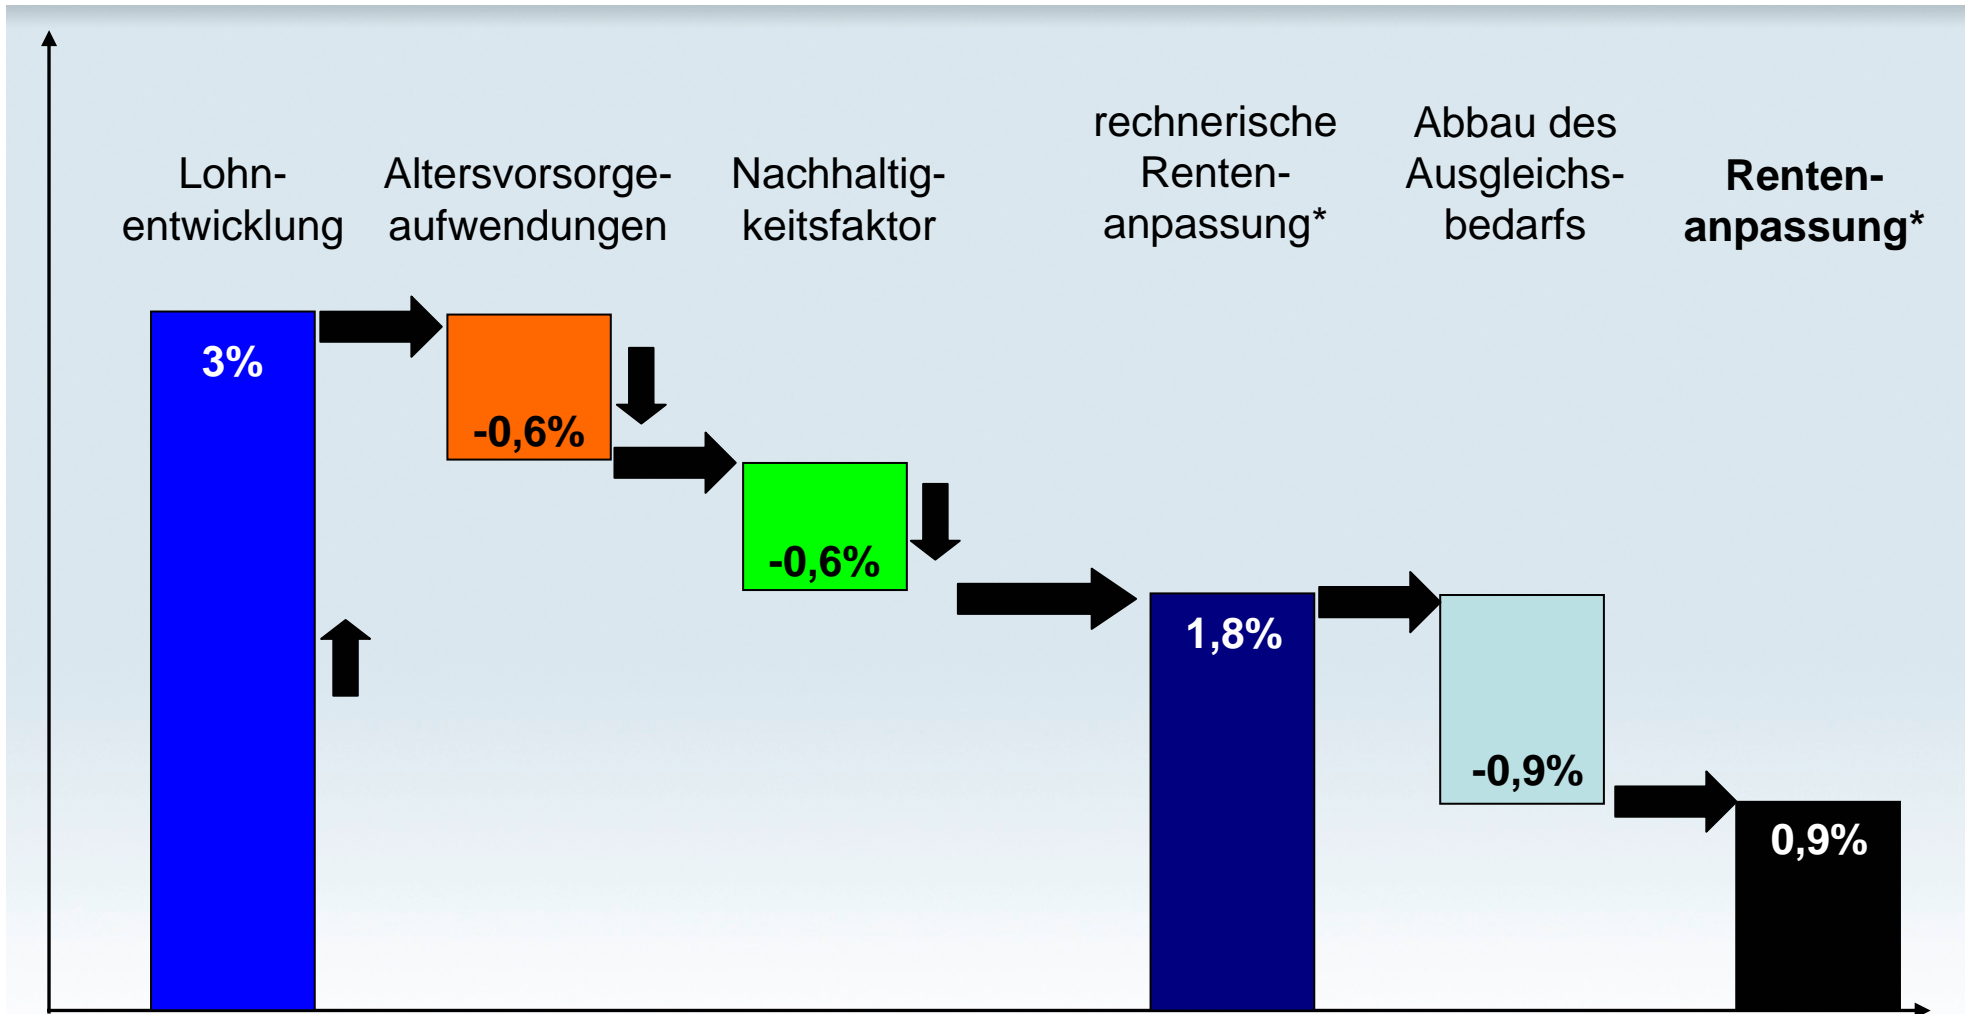 Lohn-
entwicklung
Altersvorsorge-
aufwendungen
Nachhaltig-
keitsfaktor
rechnerische
Renten-
anpassung*
Abbau des
Ausgleichs-
bedarfs
Renten-
anpassung*
3%
-0,6%
-0,6%
1,8%
-0,9%
0,9%